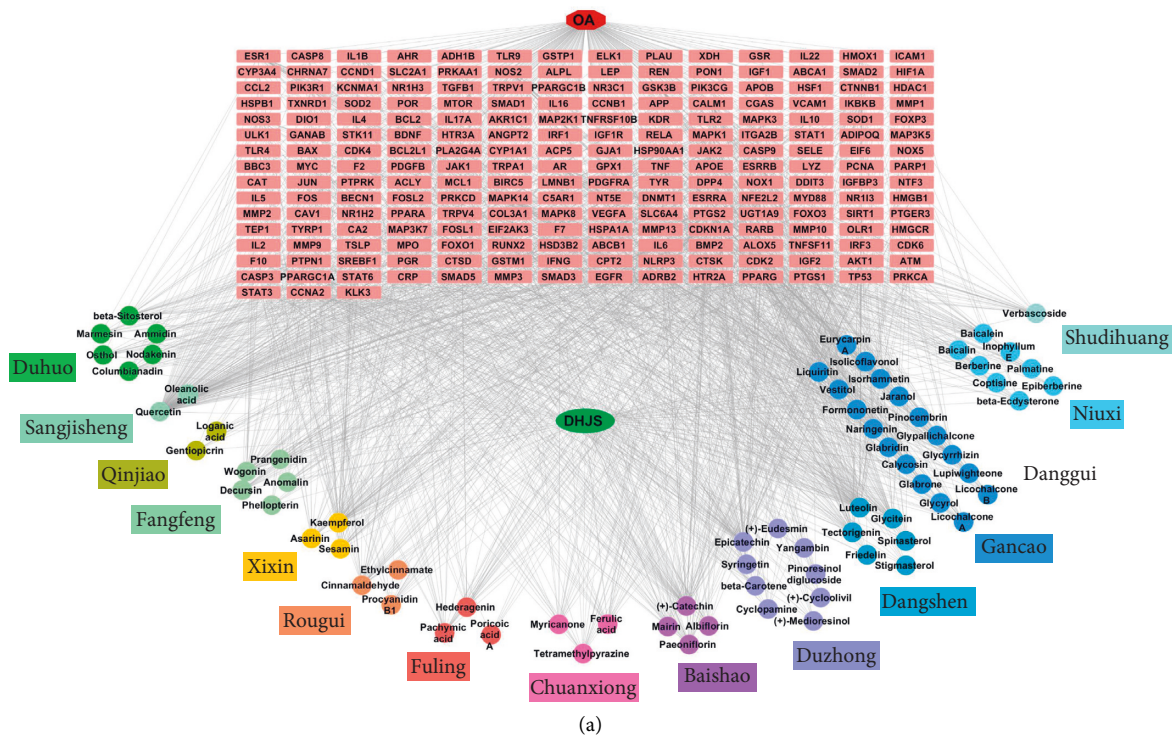 OA
ESR1 CASP8 IL1B AHR ADH1B TLR9 GSTP1 ELK1 PLAU XDH GSR IL22 HMOX1 ICAM1
CYP3A4 CHRNA7 CCND1 SLC2A1 PRKAA1 NOS2 ALPL LEP REN PON1 IGF1 ABCA1 SMAD2 HIF1A
CCL2 PIK3R1 KCNMA1 NR1H3 TGFB1 TRPV1 PPARGC1B NR3C1 GSK3B PIK3CG APOB HSF1 CTNNB1 HDAC1
HSPB1 TXNRD1 SOD2 POR MTOR SMAD1 IL16 CCNB1 APP CALM1 CGAS VCAM1 IKBKB MMP1
NOS3 DIO1 IL4 BCL2 IL17A AKR1C1 MAP2K1 TNFRSF10B KDR TLR2 MAPK3 IL10 SOD1 FOXP3
ULK1 GANAB STK11 BDNF HTR3A ANGPT2 IRF1 IGF1R RELA MAPK1 ITGA2B STAT1 ADIPOQ MAP3K5
TLR4 BAX CDK4 BCL2L1 PLA2G4A CYP1A1 ACP5 GJA1 HSP90AA1 JAK2 CASP9 SELE EIF6 NOX5
BBC3 MYC F2 PDGFB JAK1 TRPA1 AR GPX1 TNF APOE ESRRB LYZ PCNA PARP1
CAT JUN PTPRK ACLY MCL1 BIRC5 LMNB1 PDGFRA TYR DPP4 NOX1 DDIT3 IGFBP3 NTF3
IL5 FOS BECN1 FOSL2 PRKCD MAPK14 C5AR1 NT5E DNMT1 ESRRA NFE2L2 MYD88 NR1I3 HMGB1
MMP2 CAV1 NR1H2 PPARA TRPV4 COL3A1 MAPK8 VEGFA SLC6A4 PTGS2 UGT1A9 FOXO3 SIRT1 PTGER3
TEP1 TYRP1 CA2 MAP3K7 FOSL1 EIF2AK3 F7 HSPA1A MMP13 CDKN1A RARB MMP10 OLR1 HMGCR
IL2 MMP9 TSLP MPO FOXO1 RUNX2 HSD3B2 ABCB1 IL6 BMP2 ALOX5 TNFSF11 IRF3 CDK6
F10 PTPN1 SREBF1 PGR CTSD GSTM1 IFNG CPT2 NLRP3 CTSK CDK2 IGF2 AKT1 ATM
CASP3 PPARGC1A STAT6 CRP SMAD5 MMP3 SMAD3 EGFR ADRB2 HTR2A PPARG PTGS1 TP53 PRKCA
STAT3 CCNA2 KLK3
beta-Sitosterol
Marmesin Ammidin
Osthol Nodakenin
Columbianadin
Duhuo
Oleanolic
acid
Quercetin
Sangjisheng
Loganic
acid
Gentiopicrin
Qinjiao
Prangenidin
Wogonin
Anomalin
Decursin
Phellopterin
Fangfeng
Kaempferol
Asarinin
Sesamin
Xixin
Ethylcinnamate
Cinnamaldehyde
Procyanidin
B1
Rougui
Hederagenin
Pachymic
acid
Poricoic
acid
A
Fuling
DHJS
Myricanone
Ferulic
acid
Tetramethylpyrazine
Chuanxiong
(+)-Catechin
Mairin Albiflorin
Paeoniflorin
Baishao
(+)-Eudesmin
Epicatechin Yangambin
Syringetin
Pinoresinol
diglucoside
beta-Carotene
(+)-Cycloolivil
Cyclopamine
(+)-Medioresinol
Duzhong
Luteolin
Glycitein
Tectorigenin
Spinasterol
Friedelin
Stigmasterol
Dangshen
Eurycarpin
A
Isolicoflavonol
Liquiritin
Isorhamnetin
Vestitol
Jaranol
Formononetin
Pinocembrin
Naringenin
Glypallichalcone
Glabridin
Glycyrrhizin
Calycosin
Lupiwighteone
Glabrone
Licochalcone
B
Glycyrol
Licochalcone
A
Gancao
Danggui
Verbascoside
Shudihuang
Baicalein
Inophyllum
E
Baicalin
Palmatine
Berberine
Epiberberine
Coptisine
beta-Ecdysterone
Niuxi
(a)